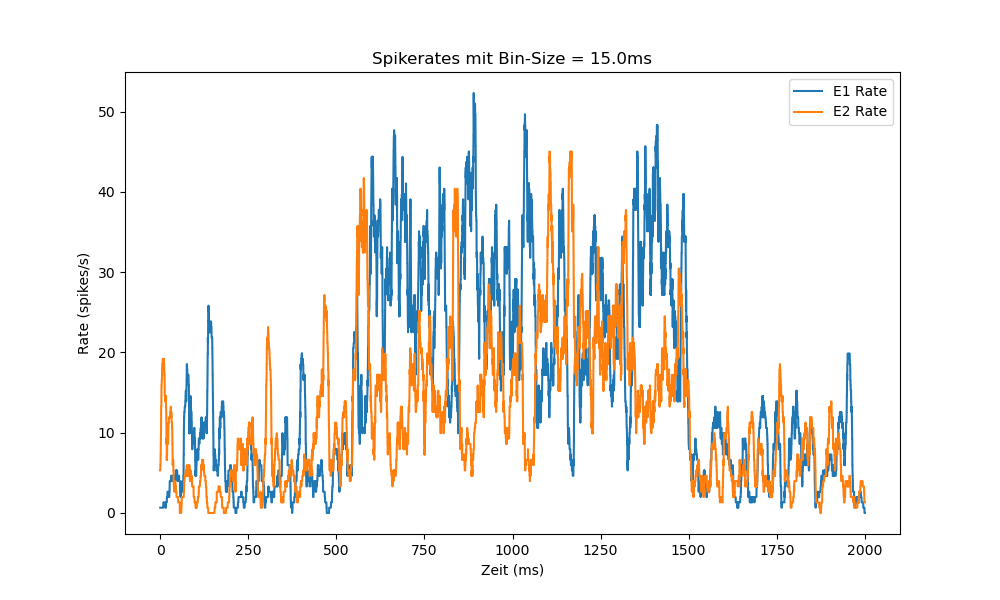 Spikerates mit Bin-Size = 15.0ms
E1 Rate
E2 Rate
Rate (spikes/s)
50
40
30
20
10
0
0 250 500 750 1000 1250 1500 1750 2000
Zeit (ms)